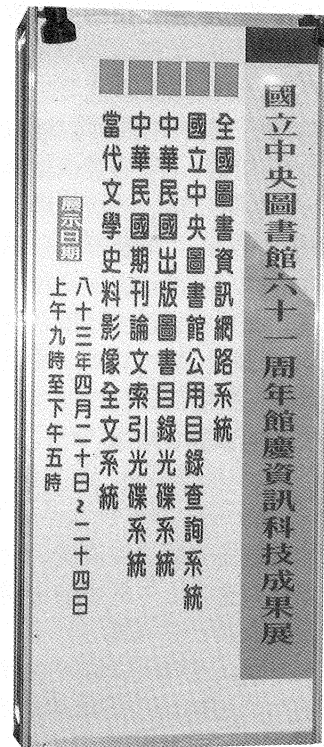 國立中央圖書館六十一周年館慶資訊科技成果展
全國圖書資訊網路系統
國立中央圖書館公用目錄查詢系統
中華民國出版圖書目錄光碟系統
中華民國期刊論文索引光碟系統
當代文學史料影像全文系統
展示日期
八十三年四月二十日~二十四日
上午九時至下午五時